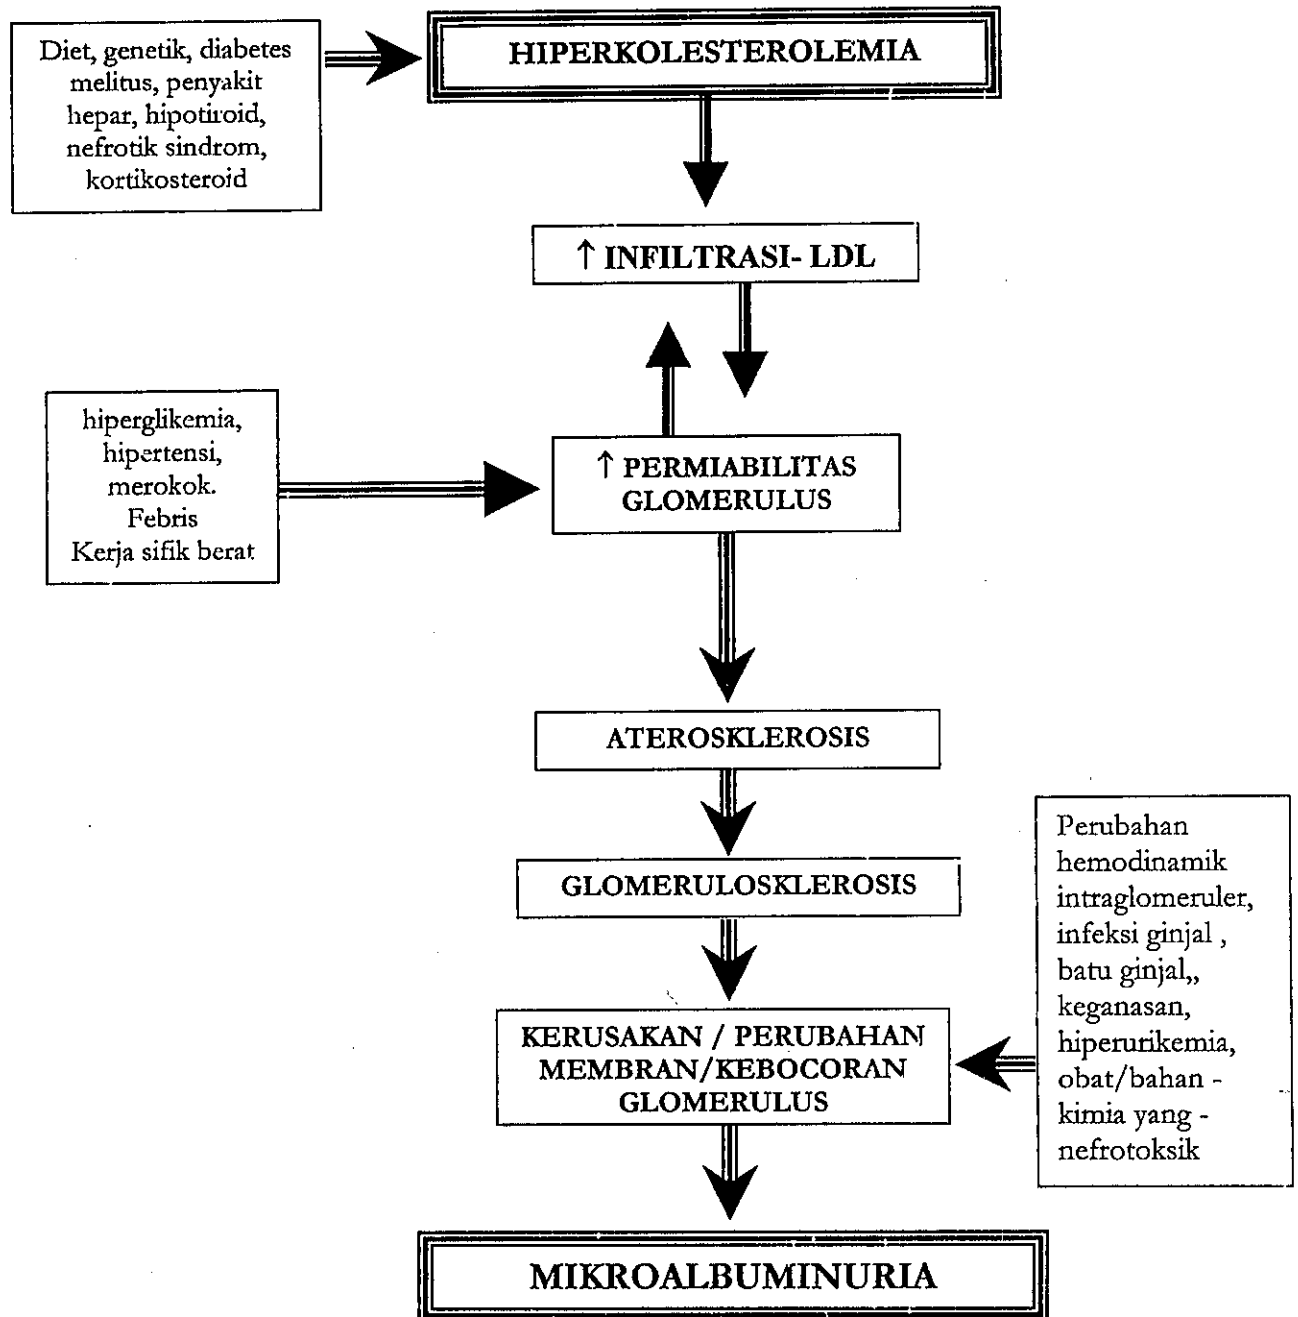 Diet, genetik, diabetes
melitus, penyakit
hepar, hipotiroid,
nefrotik sindrom,
kortikosteroid
HIPERKOLESTEROLEMIA
↑ INFILTRASI- LDL
hiperglikemia,
hipertensi,
merokok.
Febris
Kerja sifik berat
↑ PERMIABILITAS
GLOMERULUS
ATEROSKLEROSIS
GLOMERULOSKLEROSIS
KERUSAKAN / PERUBAHAN
MEMBRAN/KEBOCORAN
GLOMERULUS
Perubahan
hemodinamik
intraglomeruler,
infeksi ginjal ,
batu ginjal,,
keganasan,
hiperurikemia,
obat/bahan -
kimia yang -
nefrotoksik
MIKROALBUMINURIA